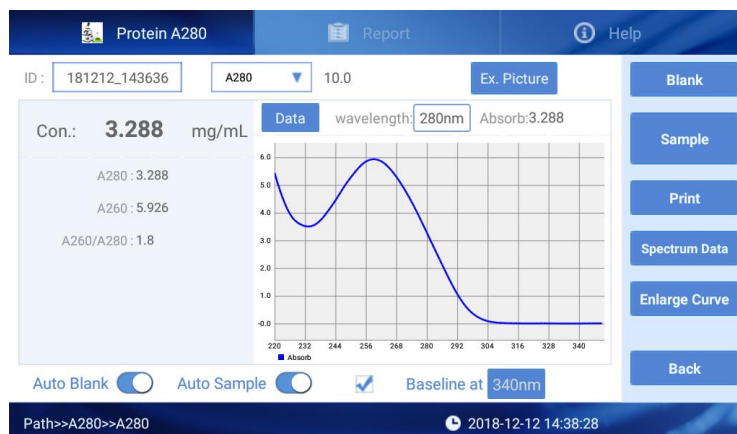 Protein A280
Report
Help
ID : 181212_143636 A280 10.0 Ex. Picture
Con.: 3.288 mg/mL
A280 : 3.288
A260 : 5.926
A260/A280 : 1.8
Data wavelength: 280nm Absorb:3.288
6.0
5.0
4.0
3.0
2.0
1.0
-0.0
220 232 244 256 268 280 292 304 316 328 340
Absorb
Blank
Sample
Print
Spectrum Data
Enlarge Curve
Back
Auto Blank Auto Sample Baseline at 340nm
Path>>A280>>A280 2018-12-12 14:38:28